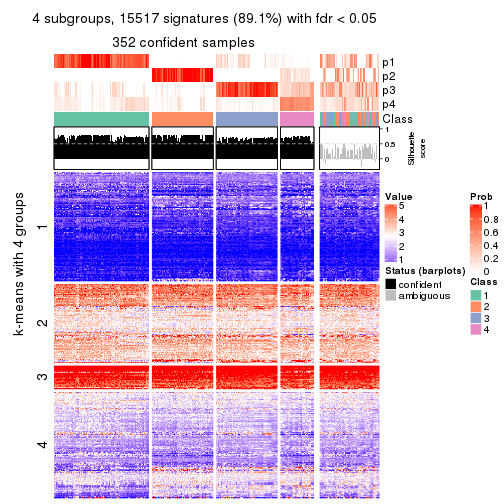 4 subgroups, 15517 signatures (89.1%) with fdr < 0.05
352 confident samples
p1
p2
p3
p4
Class
1
0.5
0
Silhouette
score
k-means with 4 groups
1
2
3
4
Value
5
4
3
2
1
Status (barplots)
confident
ambiguous
Prob
1
0.8
0.6
0.4
0.2
0
Class
1
2
3
4